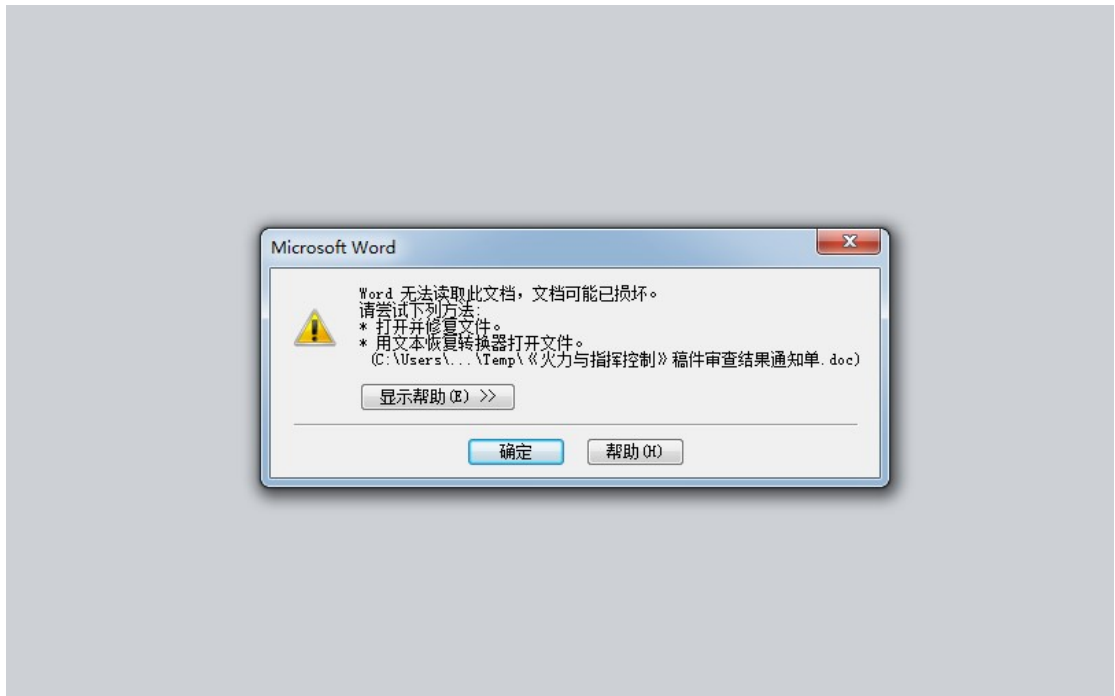 Microsoft Word
Word 无法读取此文档，文档可能已损坏。
请尝试下列方法:
* 打开并修复文件。
* 用文本恢复转换器打开文件。
(C:\Users\...\Temp\《火力与指挥控制》稿件审查结果通知单.doc)
显示帮助(E) >>
确定
帮助(H)